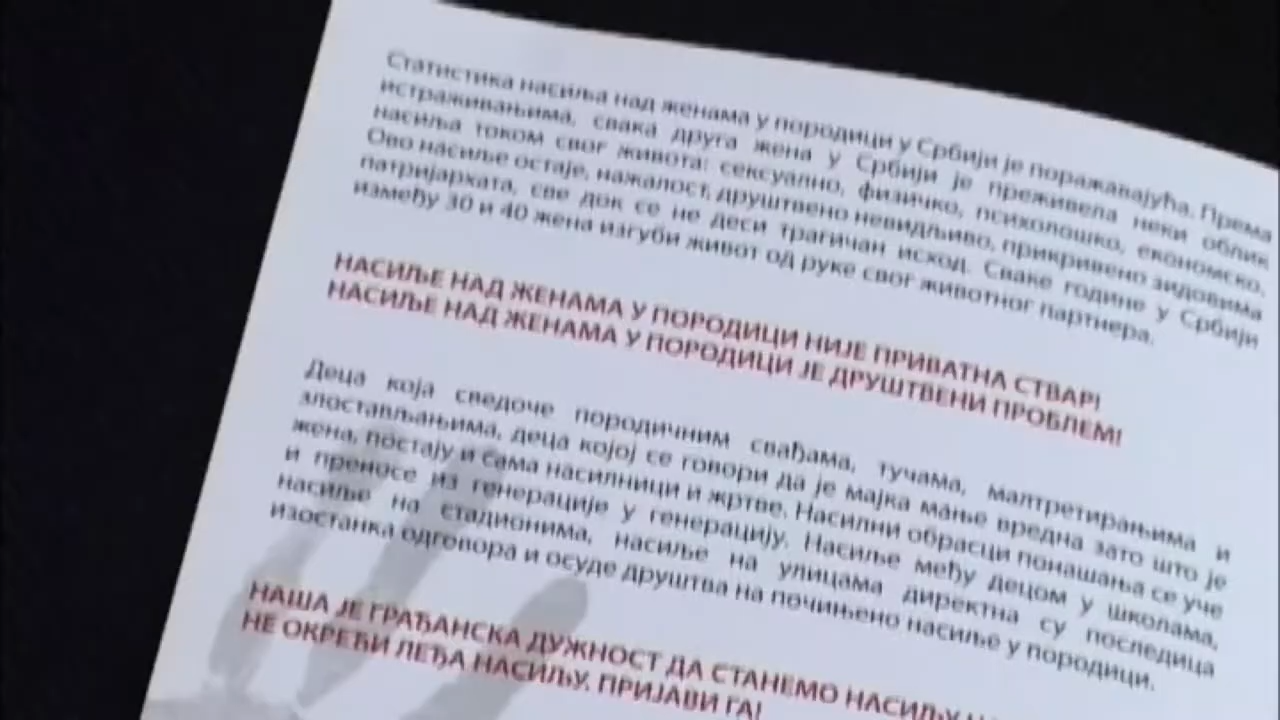 Статистика насиља над женама у породици у Србији је поражавајућа. Према
истраживањима, свака друга жена у Србији је преживела неки облик
насиља током свог живота: сексуално, физичко, психолошко, економско.
Ово насиље остаје, нажалост, друштвено невидљиво, прикривено зидовима
патријархата, све док се не деси трагичан исход. Сваке године у Србији
између 30 и 40 жена изгуби живот од руке свог животног партнера.
НАСИЉЕ НАД ЖЕНАМА У ПОРОДИЦИ НИЈЕ ПРИВАТНА СТВАР!
НАСИЉЕ НАД ЖЕНАМА У ПОРОДИЦИ ЈЕ ДРУШТВЕНИ ПРОБЛЕМ!
Деца која сведоче породичним свађама, тучама, малтретирањима и
злостављањима, деца којој се говори да је мајка мање вредна зато што је
жена, постају и сама насилници и жртве. Насилни обрасци понашања се уче
и преносе из генерације у генерацију. Насиље међу децом у школама,
насиље на стадионима, насиље на улицама директна су последица
изостанка одговора и осуде друштва на почињено насиље у породици.
НАША ЈЕ ГРАЂАНСКА ДУЖНОСТ ДА СТАНЕМО НАСИЉУ
НЕ ОКРЕЋИ ЛЕЂА НАСИЉУ. ПРИЈАВИ ГА!